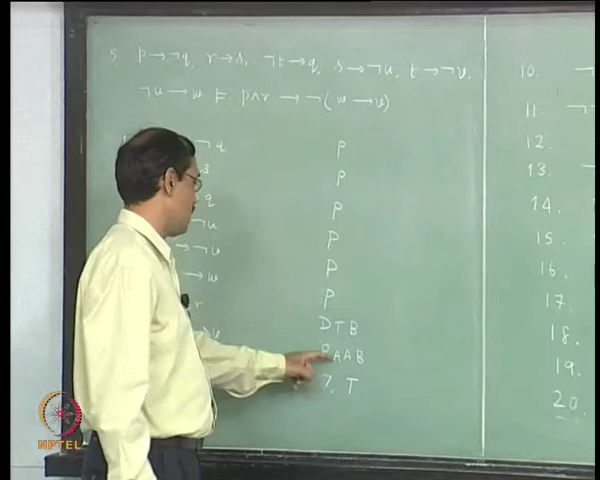 5 p→¬q, r→s, ¬t→q, s→¬u, t→¬v,
¬u→w ⊨ p∧r → ¬(w→v)
¬q P
s P
q P
¬u P
→¬v P
→w P
r DTB
→v AAB
7, T
10. ¬
11. ¬
12.
13.
14.
15.
16.
17.
18.
19.
20.
NPTEL